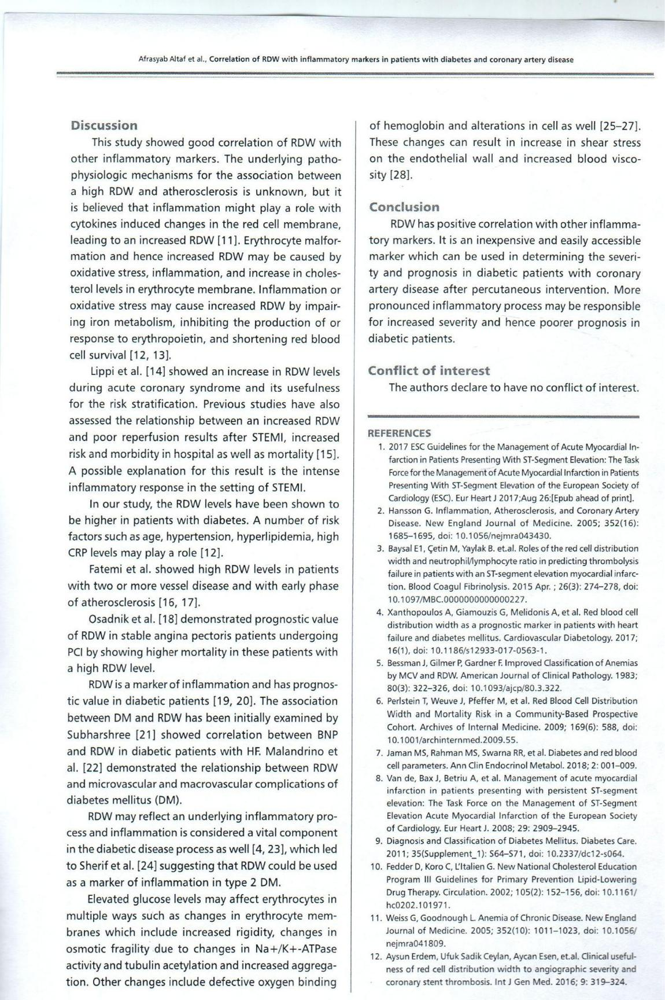 Afrasyab Altaf et al., Correlation of RDW with inflammatory markers in patients with diabetes and coronary artery disease
Discussion
This study showed good correlation of RDW with
other inflammatory markers. The underlying patho-
physiologic mechanisms for the association between
a high RDW and atherosclerosis is unknown, but it
is believed that inflammation might play a role with
cytokines induced changes in the red cell membrane,
leading to an increased RDW [11]. Erythrocyte malfor-
mation and hence increased RDW may be caused by
oxidative stress, inflammation, and increase in choles-
terol levels in erythrocyte membrane. Inflammation or
oxidative stress may cause increased RDW by impair-
ing iron metabolism, inhibiting the production of or
response to erythropoietin, and shortening red blood
cell survival [12, 13].
Lippi et al. [14] showed an increase in RDW levels
during acute coronary syndrome and its usefulness
for the risk stratification. Previous studies have also
assessed the relationship between an increased RDW
and poor reperfusion results after STEMI, increased
risk and morbidity in hospital as well as mortality [15].
A possible explanation for this result is the intense
inflammatory response in the setting of STEMI.
In our study, the RDW levels have been shown to
be higher in patients with diabetes. A number of risk
factors such as age, hypertension, hyperlipidemia, high
CRP levels may play a role [12].
Fatemi et al. showed high RDW levels in patients
with two or more vessel disease and with early phase
of atherosclerosis [16, 17].
Osadnik et al. [18] demonstrated prognostic value
of RDW in stable angina pectoris patients undergoing
PCI by showing higher mortality in these patients with
a high RDW level.
RDW is a marker of inflammation and has prognos-
tic value in diabetic patients [19, 20]. The association
between DM and RDW has been initially examined by
Subharshree [21] showed correlation between BNP
and RDW in diabetic patients with HF. Malandrino et
al. [22] demonstrated the relationship between RDW
and microvascular and macrovascular complications of
diabetes mellitus (DM).
RDW may reflect an underlying inflammatory pro-
cess and inflammation is considered a vital component
in the diabetic disease process as well [4, 23], which led
to Sherif et al. [24] suggesting that RDW could be used
as a marker of inflammation in type 2 DM.
Elevated glucose levels may affect erythrocytes in
multiple ways such as changes in erythrocyte mem-
branes which include increased rigidity, changes in
osmotic fragility due to changes in Na+/K+-ATPase
activity and tubulin acetylation and increased aggrega-
tion. Other changes include defective oxygen binding
of hemoglobin and alterations in cell as well [25–27].
These changes can result in increase in shear stress
on the endothelial wall and increased blood visco-
sity [28].
Conclusion
RDW has positive correlation with other inflamma-
tory markers. It is an inexpensive and easily accessible
marker which can be used in determining the severi-
ty and prognosis in diabetic patients with coronary
artery disease after percutaneous intervention. More
pronounced inflammatory process may be responsible
for increased severity and hence poorer prognosis in
diabetic patients.
Conflict of interest
The authors declare to have no conflict of interest.
REFERENCES
1. 2017 ESC Guidelines for the Management of Acute Myocardial In-
farction in Patients Presenting With ST-Segment Elevation: The Task
Force for the Management of Acute Myocardial Infarction in Patients
Presenting With ST-Segment Elevation of the European Society of
Cardiology (ESC). Eur Heart J 2017;Aug 26:[Epub ahead of print].
2. Hansson G. Inflammation, Atherosclerosis, and Coronary Artery
Disease. New England Journal of Medicine. 2005; 352(16):
1685–1695, doi: 10.1056/nejmra043430.
3. Baysal E1, Çetin M, Yaylak B. et.al. Roles of the red cell distribution
width and neutrophil/lymphocyte ratio in predicting thrombolysis
failure in patients with an ST-segment elevation myocardial infarc-
tion. Blood Coagul Fibrinolysis. 2015 Apr. ; 26(3): 274–278, doi:
10.1097/MBC.0000000000000227.
4. Xanthopoulos A, Giamouzis G, Melidonis A, et al. Red blood cell
distribution width as a prognostic marker in patients with heart
failure and diabetes mellitus. Cardiovascular Diabetology. 2017;
16(1), doi: 10.1186/s12933-017-0563-1.
5. Bessman J, Gilmer P, Gardner F. Improved Classification of Anemias
by MCV and RDW. American Journal of Clinical Pathology. 1983;
80(3): 322–326, doi: 10.1093/ajcp/80.3.322.
6. Perlstein T, Weuve J, Pfeffer M, et al. Red Blood Cell Distribution
Width and Mortality Risk in a Community-Based Prospective
Cohort. Archives of Internal Medicine. 2009; 169(6): 588, doi:
10.1001/archinternmed.2009.55.
7. Jaman MS, Rahman MS, Swarna RR, et al. Diabetes and red blood
cell parameters. Ann Clin Endocrinol Metabol. 2018; 2: 001–009.
8. Van de, Bax J, Betriu A, et al. Management of acute myocardial
infarction in patients presenting with persistent ST-segment
elevation: The Task Force on the Management of ST-Segment
Elevation Acute Myocardial Infarction of the European Society
of Cardiology. Eur Heart J. 2008; 29: 2909–2945.
9. Diagnosis and Classification of Diabetes Mellitus. Diabetes Care.
2011; 35(Supplement_1): S64–S71, doi: 10.2337/dc12-s064.
10. Fedder D, Koro C, L'Italien G. New National Cholesterol Education
Program III Guidelines for Primary Prevention Lipid-Lowering
Drug Therapy. Circulation. 2002; 105(2): 152–156, doi: 10.1161/
hc0202.101971.
11. Weiss G, Goodnough L. Anemia of Chronic Disease. New England
Journal of Medicine. 2005; 352(10): 1011–1023, doi: 10.1056/
nejmra041809.
12. Aysun Erdem, Ufuk Sadik Ceylan, Aycan Esen, et.al. Clinical useful-
ness of red cell distribution width to angiographic severity and
coronary stent thrombosis. Int J Gen Med. 2016; 9: 319–324.